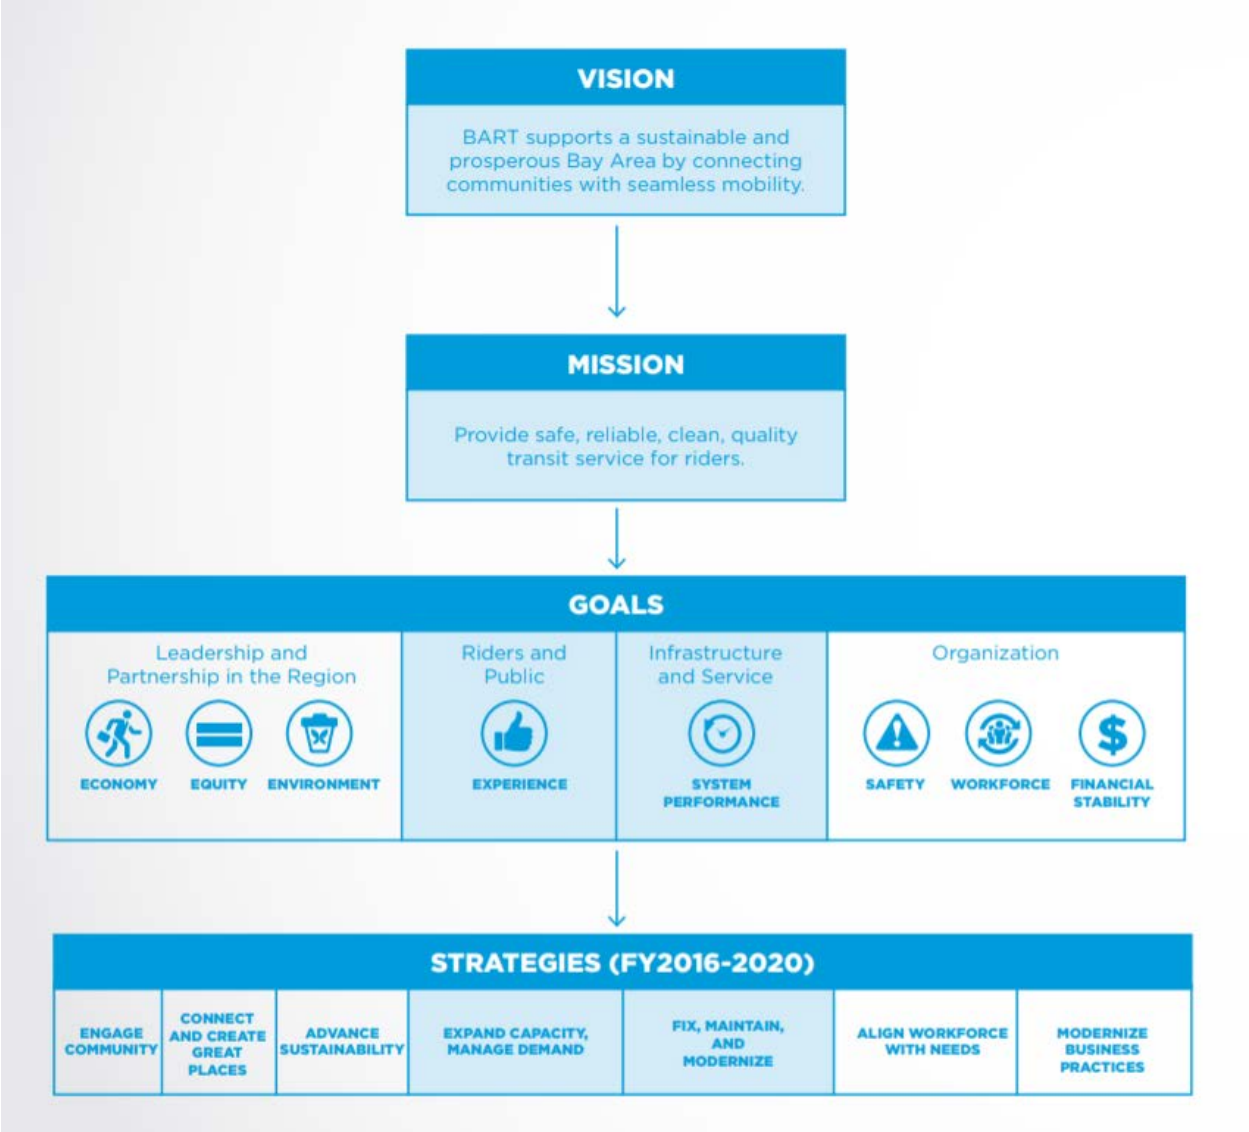 VISION
BART supports a sustainable and
prosperous Bay Area by connecting
communities with seamless mobility.
MISSION
Provide safe, reliable, clean, quality
transit service for riders.
GOALS
Leadership and
Partnership in the Region
ECONOMY
EQUITY
ENVIRONMENT
Riders and
Public
EXPERIENCE
Infrastructure
and Service
SYSTEM
PERFORMANCE
Organization
$
SAFETY
WORKFORCE
FINANCIAL
STABILITY
STRATEGIES (FY2016-2020)
ENGAGE
COMMUNITY
CONNECT
AND CREATE
GREAT
PLACES
ADVANCE
SUSTAINABILITY
EXPAND CAPACITY,
MANAGE DEMAND
FIX, MAINTAIN,
AND
MODERNIZE
ALIGN WORKFORCE
WITH NEEDS
MODERNIZE
BUSINESS
PRACTICES